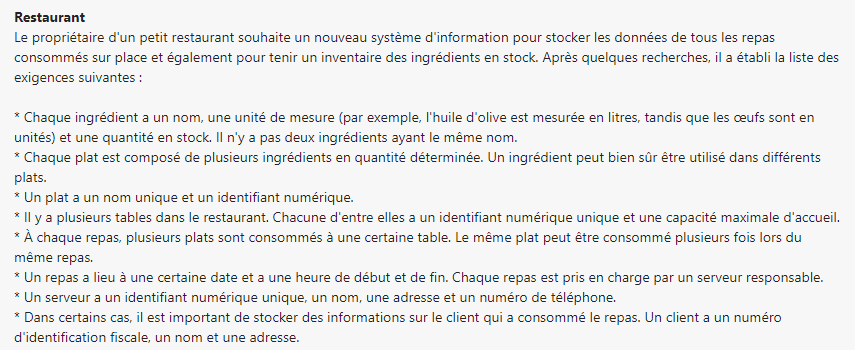 Restaurant
Le propriétaire d'un petit restaurant souhaite un nouveau système d'information pour stocker les données de tous les repas
consommés sur place et également pour tenir un inventaire des ingrédients en stock. Après quelques recherches, il a établi la liste des
exigences suivantes :
* Chaque ingrédient a un nom, une unité de mesure (par exemple, l'huile d'olive est mesurée en litres, tandis que les œufs sont en
unités) et une quantité en stock. Il n'y a pas deux ingrédients ayant le même nom.
* Chaque plat est composé de plusieurs ingrédients en quantité déterminée. Un ingrédient peut bien sûr être utilisé dans différents
plats.
* Un plat a un nom unique et un identifiant numérique.
* Il y a plusieurs tables dans le restaurant. Chacune d'entre elles a un identifiant numérique unique et une capacité maximale d'accueil.
* À chaque repas, plusieurs plats sont consommés à une certaine table. Le même plat peut être consommé plusieurs fois lors du
même repas.
* Un repas a lieu à une certaine date et a une heure de début et de fin. Chaque repas est pris en charge par un serveur responsable.
* Un serveur a un identifiant numérique unique, un nom, une adresse et un numéro de téléphone.
* Dans certains cas, il est important de stocker des informations sur le client qui a consommé le repas. Un client a un numéro
d'identification fiscale, un nom et une adresse.